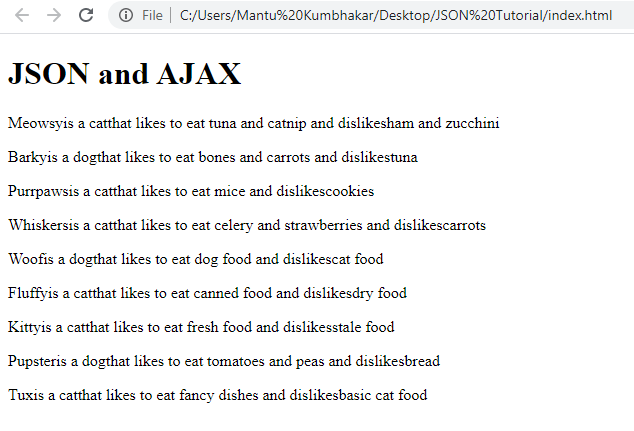 File | C:/Users/Mantu%20Kumbhakar/Desktop/JSON%20Tutorial/index.html
JSON and AJAX
Meowsyis a catthat likes to eat tuna and catnip and dislikesham and zucchini
Barkyis a dogthat likes to eat bones and carrots and dislikestuna
Purrpawsis a catthat likes to eat mice and dislikescookies
Whiskersis a catthat likes to eat celery and strawberries and dislikescarrots
Woofis a dogthat likes to eat dog food and dislikescat food
Fluffyis a catthat likes to eat canned food and dislikesdry food
Kittyis a catthat likes to eat fresh food and dislikesstale food
Pupsteris a dogthat likes to eat tomatoes and peas and dislikesbread
Tuxis a catthat likes to eat fancy dishes and dislikesbasic cat food